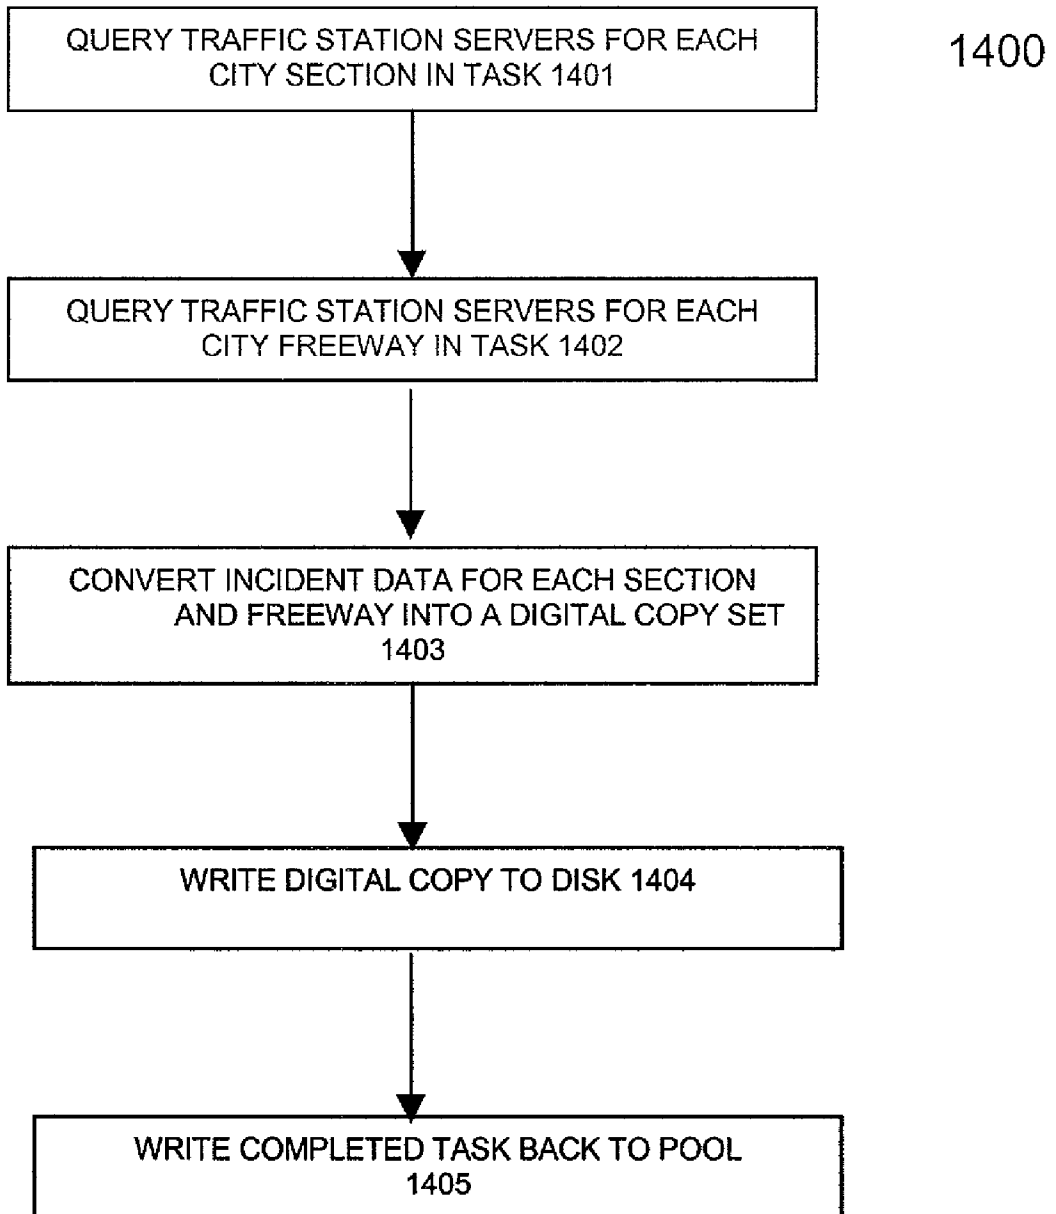 QUERY TRAFFIC STATION SERVERS FOR EACH
CITY SECTION IN TASK 1401
1400
QUERY TRAFFIC STATION SERVERS FOR EACH
CITY FREEWAY IN TASK 1402
CONVERT INCIDENT DATA FOR EACH SECTION
AND FREEWAY INTO A DIGITAL COPY SET
1403
WRITE DIGITAL COPY TO DISK 1404
WRITE COMPLETED TASK BACK TO POOL
1405